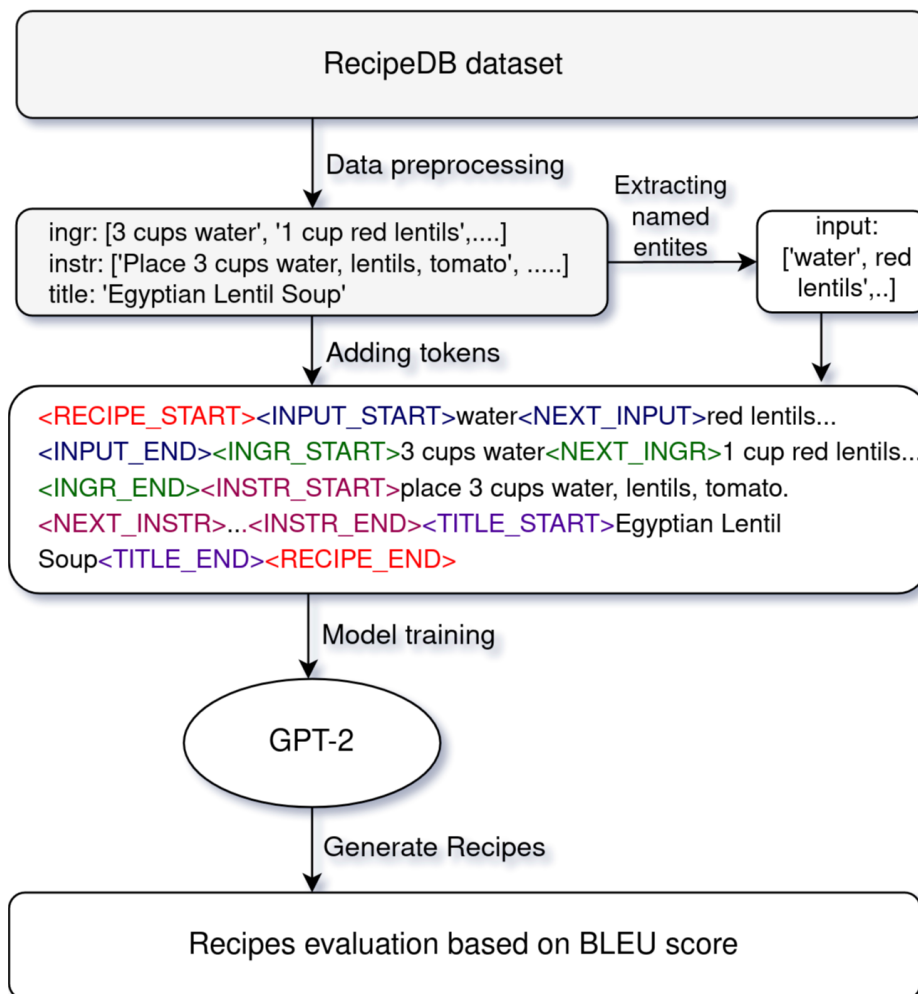 RecipeDB dataset
Data preprocessing
Extracting
named
entites
ingr: [3 cups water', '1 cup red lentils',....]
instr: ['Place 3 cups water, lentils, tomato', .....]
title: 'Egyptian Lentil Soup'
input:
['water', red
lentils',..]
Adding tokens
<RECIPE_START><INPUT_START>water<NEXT_INPUT>red lentils...
<INPUT_END><INGR_START>3 cups water<NEXT_INGR>1 cup red lentils...
<INGR_END><INSTR_START>place 3 cups water, lentils, tomato.
<NEXT_INSTR>...<INSTR_END><TITLE_START>Egyptian Lentil
Soup<TITLE_END><RECIPE_END>
Model training
GPT-2
Generate Recipes
Recipes evaluation based on BLEU score